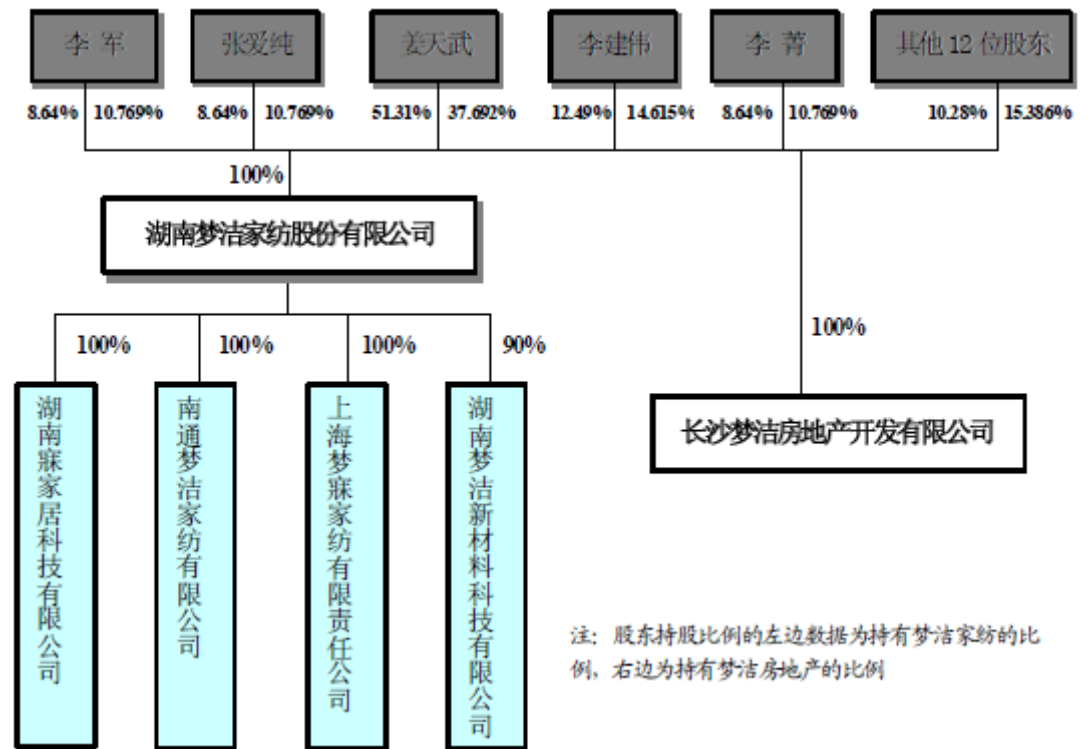 李 军 张爱纯 姜天武 李建伟 李 菁 其他 12 位股东
8.64% 10.769% 8.64% 10.769% 51.31% 37.692% 12.49% 14.615% 8.64% 10.769% 10.28% 15.386%
100%
湖南梦洁家纺股份有限公司
100% 100% 100% 90%
100%
湖南寐家居科技有限公司
南通梦洁家纺有限公司
上海梦寐家纺有限责任公司
湖南梦洁新材料科技有限公司
长沙梦洁房地产开发有限公司
注：股东持股比例的左边数据为持有梦洁家纺的比
例，右边为持有梦洁房地产的比例